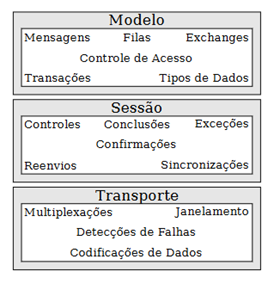 Modelo
Mensagens Filas Exchanges
Controle de Acesso
Transações Tipos de Dados
Sessão
Controles Conclusões Exceções
Confirmações
Reenvios Sincronizações
Transporte
Multiplexações Janelamento
Detecções de Falhas
Codificações de Dados